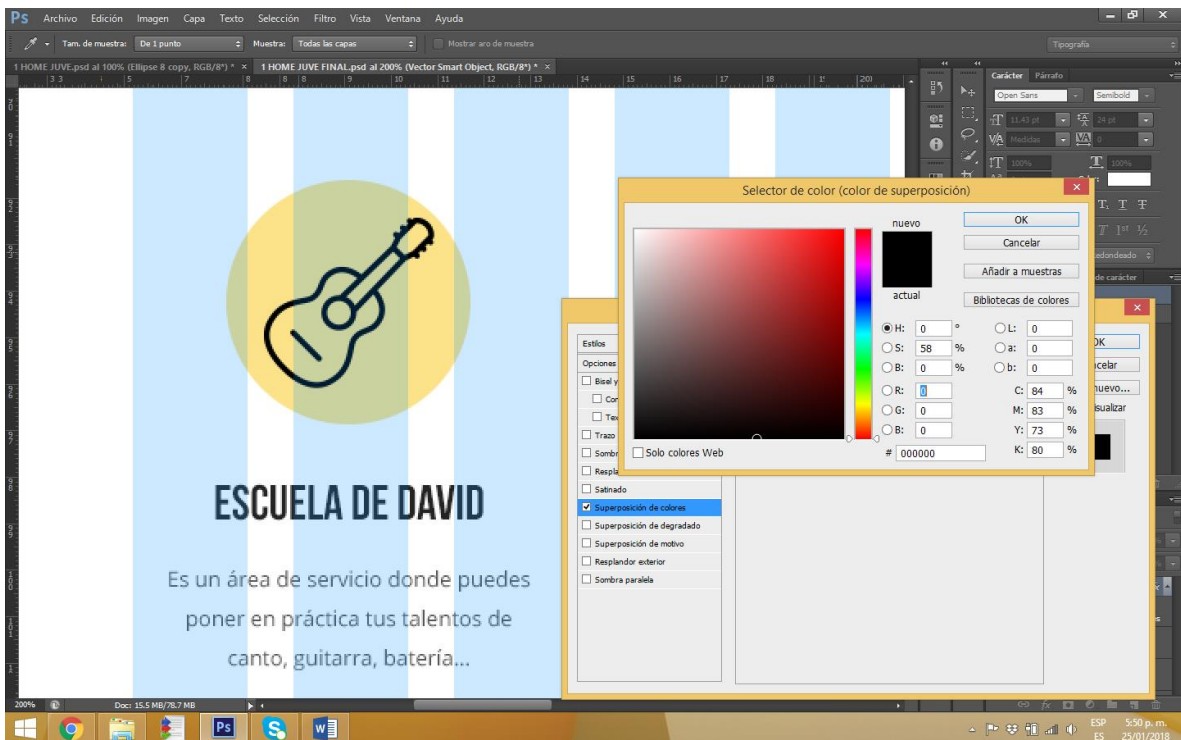 Ps Archivo Edición Imagen Capa Texto Selección Filtro Vista Ventana Ayuda
Tam. de muestra: De 1 punto Muestra: Todas las capas Mostrar aro de muestra Tipografía
1 HOME JUVE.psd al 100% (Ellipse 8 copy, RGB/8*) * × 1 HOME JUVE FINAL.psd al 200% (Vector Smart Object, RGB/8*) * ×
Carácter Párrafo
Open Sans Semibold
11.43 pt 24 pt
Medidas 0
100% 100%
Selector de color (color de superposición)
nuevo
actual
OK
Cancelar
Añadir a muestras
Bibliotecas de colores
H: 0 ° L: 0
S: 58 % a: 0
B: 0 % b: 0
R: 0 C: 84 %
G: 0 M: 83 %
B: 0 Y: 73 %
# 000000 K: 80 %
Solo colores Web
Estilos
Opciones
Bisel y
Trazo
Satinado
Superposición de colores
Superposición de degradado
Superposición de motivo
Resplandor exterior
Sombra paralela
ESCUELA DE DAVID
Es un área de servicio donde puedes
poner en práctica tus talentos de
canto, guitarra, batería...
200% Doc: 15.5 MB/78.7 MB
Ps
ESP 5:50 p. m.
ES 25/01/2018